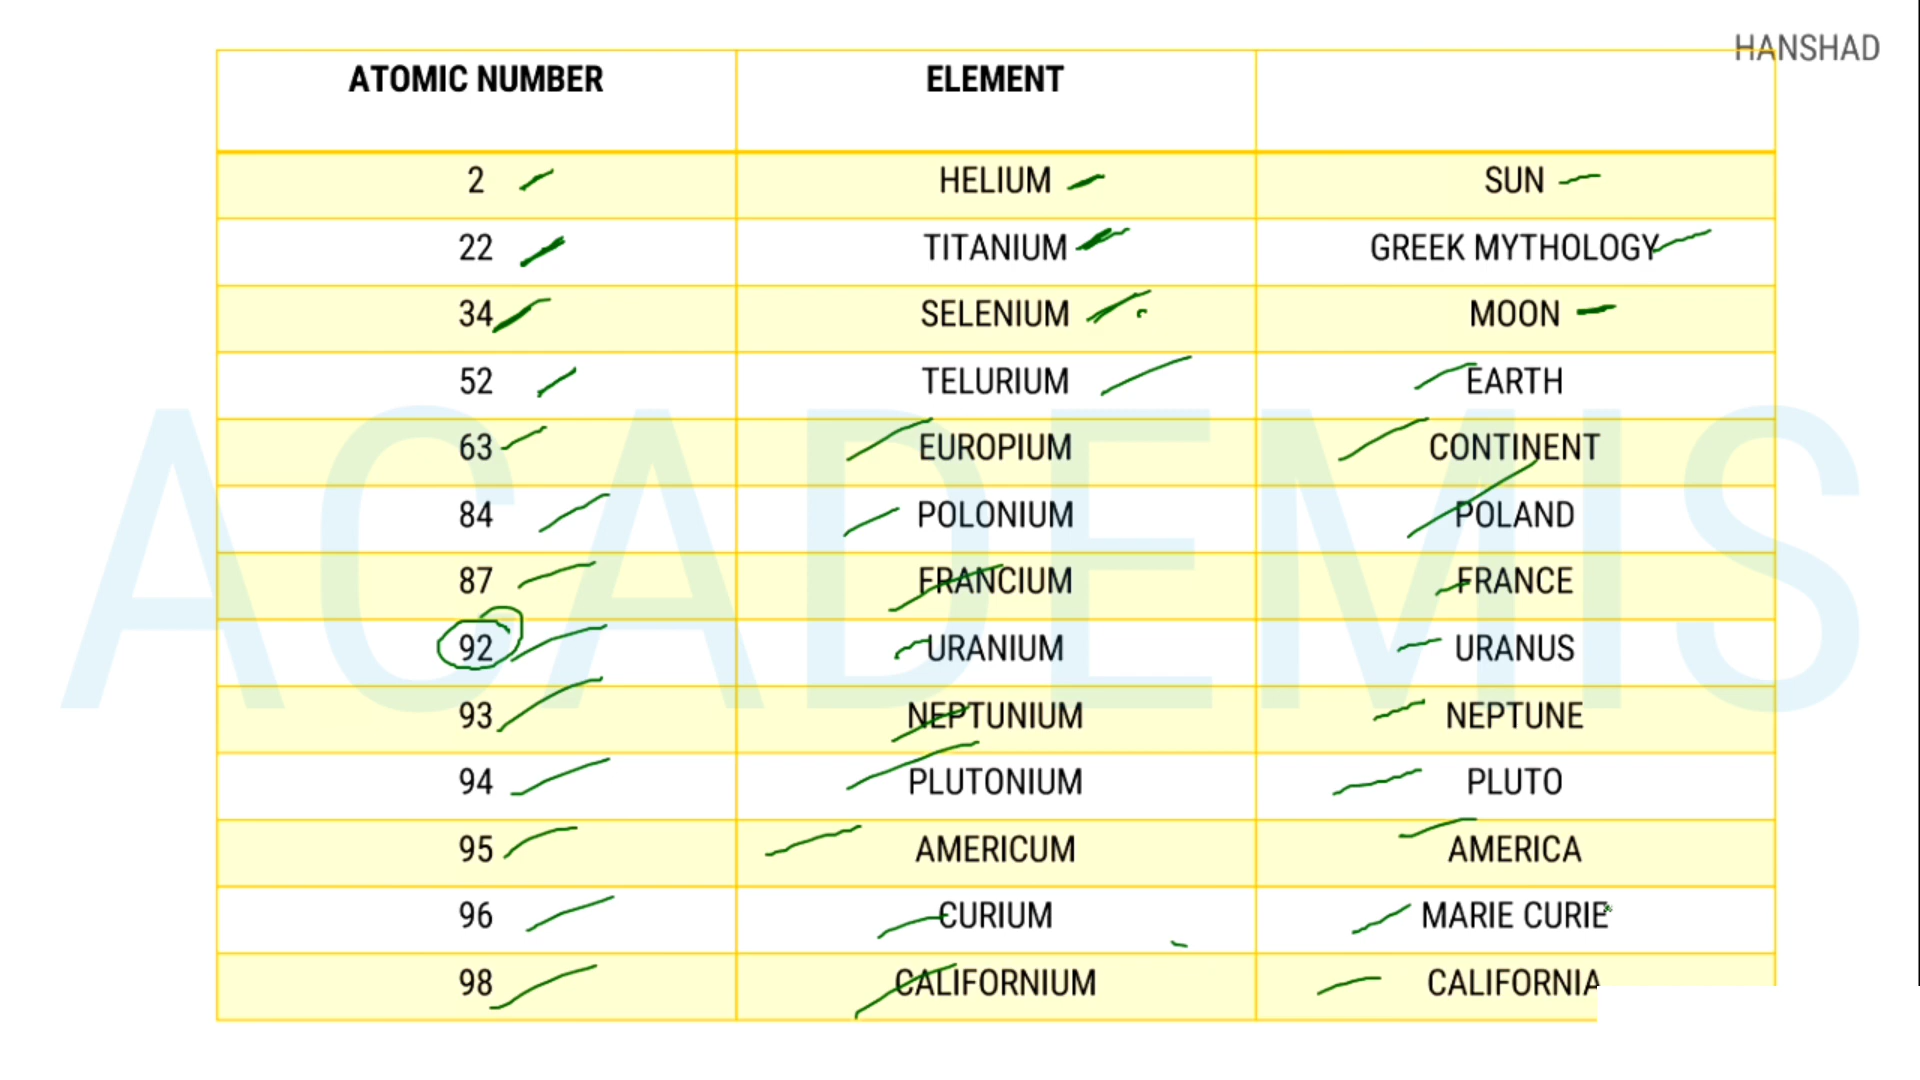 HANSHAD
ATOMIC NUMBER ELEMENT
2 HELIUM SUN
22 TITANIUM GREEK MYTHOLOGY
34 SELENIUM MOON
52 TELURIUM EARTH
63 EUROPIUM CONTINENT
84 POLONIUM POLAND
87 FRANCIUM FRANCE
92 URANIUM URANUS
93 NEPTUNIUM NEPTUNE
94 PLUTONIUM PLUTO
95 AMERICUM AMERICA
96 CURIUM MARIE CURIE
98 CALIFORNIUM CALIFORNIA
ACADEMIS